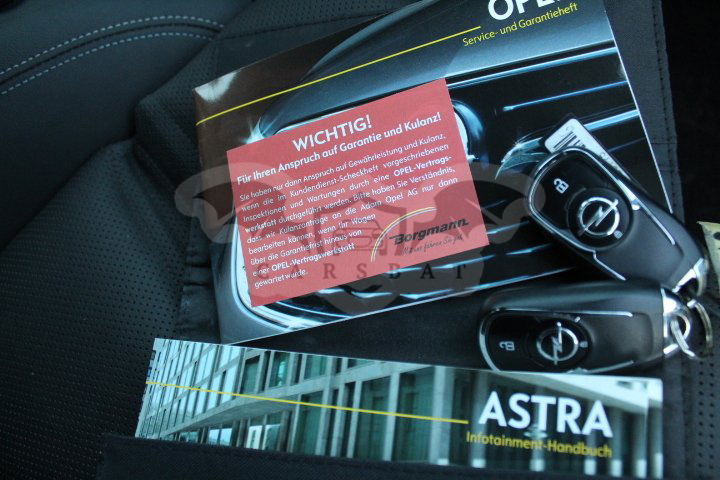 OPEL
Service- und Garantieheft
WICHTIG!
Für Ihren Anspruch auf Garantie und Kulanz!
Sie haben nur dann Anspruch auf Gewährleistung und Kulanz,
wenn die im Kundendienst-Scheckheft vorgeschriebenen
Inspektionen und Wartungen durch eine OPEL-Vertrags-
werkstatt durchgeführt werden. Bitte haben Sie Verständnis,
dass wir Kulanzanträge an die Adam Opel AG nur dann
bearbeiten können, wenn Ihr Wagen
über die Garantiefrist hinaus von
einer OPEL-Vertragswerkstatt
gewartet wurde.
Borgmann.
CARSBAT
ASTRA
Infotainment-Handbuch